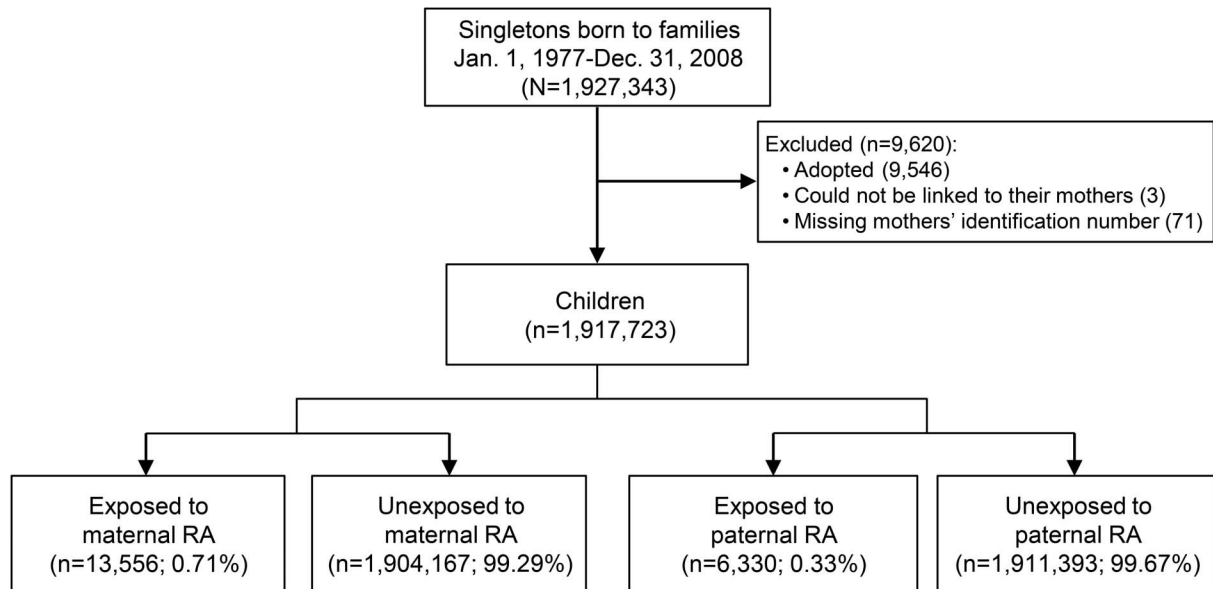 Singletons born to families
Jan. 1, 1977-Dec. 31, 2008
(N=1,927,343)
Excluded (n=9,620):
• Adopted (9,546)
• Could not be linked to their mothers (3)
• Missing mothers’ identification number (71)
Children
(n=1,917,723)
Exposed to
maternal RA
(n=13,556; 0.71%)
Unexposed to
maternal RA
(n=1,904,167; 99.29%)
Exposed to
paternal RA
(n=6,330; 0.33%)
Unexposed to
paternal RA
(n=1,911,393; 99.67%)